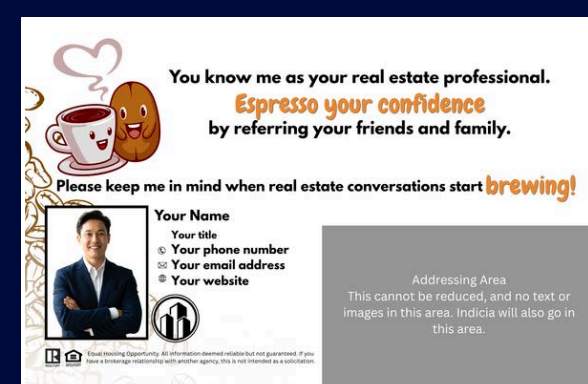 You know me as your real estate professional.
Espresso your confidence
by referring your friends and family.
Please keep me in mind when real estate conversations start brewing!
Your Name
Your title
Your phone number
Your email address
Your website
Addressing Area
This cannot be reduced, and no text or
images in this area. Indicia will also go in
this area.
Equal Housing Opportunity. All information deemed reliable but not guaranteed. If you
have a brokerage relationship with another agency, this is not intended as a solicitation.